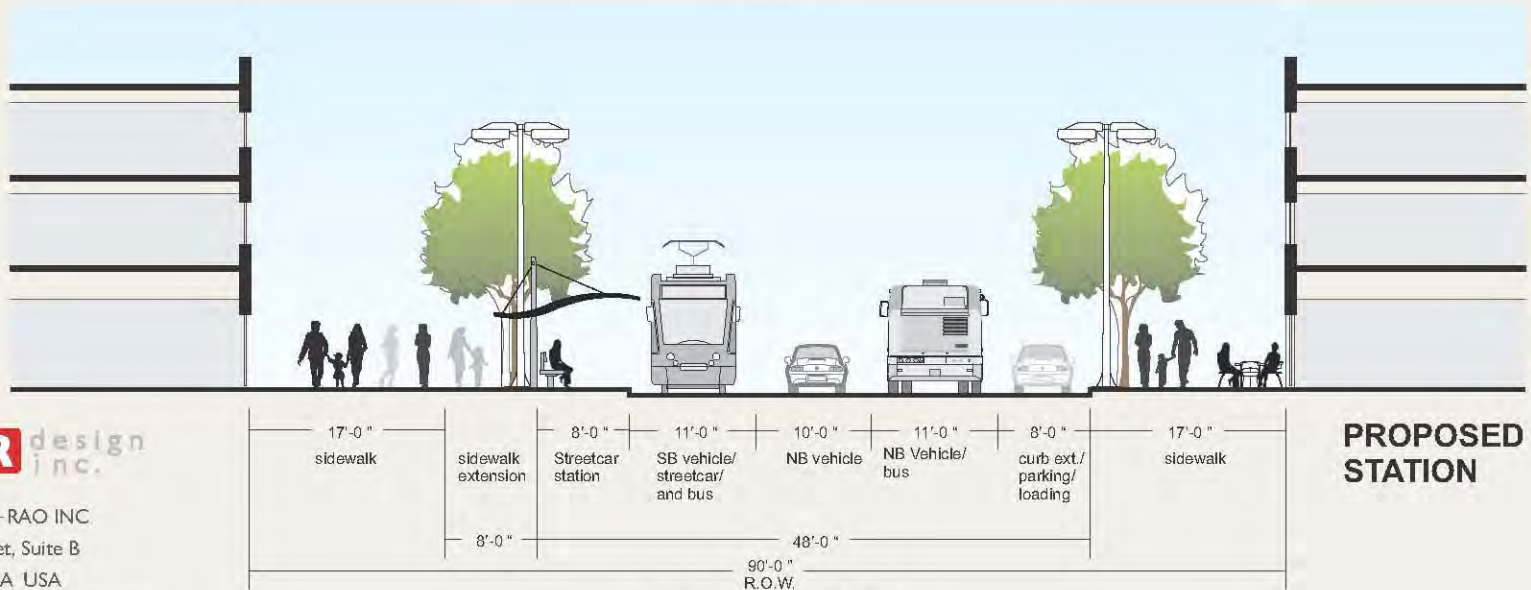 R design
inc.
-RAO INC
et, Suite B
A USA
17'-0 "
sidewalk
sidewalk
extension
8'-0 "
Streetcar
station
11'-0 "
SB vehicle/
streetcar/
and bus
10'-0 "
NB vehicle
11'-0 "
NB Vehicle/
bus
8'-0 "
curb ext./
parking/
loading
17'-0 "
sidewalk
8'-0 "
48'-0 "
90'-0 "
R.O.W.
PROPOSED
STATION